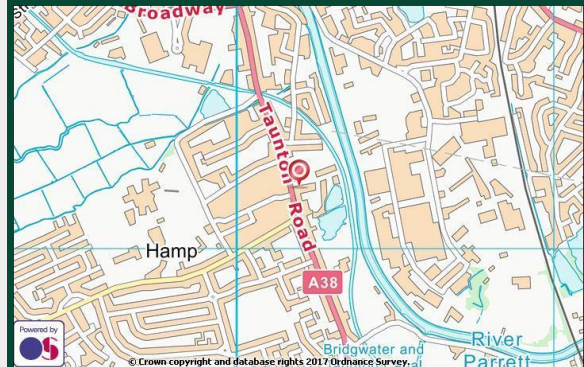 Broadway
Taunton Road
Hamp
A38
River
Parrett
Bridgwater and
Powered by
OS
© Crown copyright and database rights 2017 Ordnance Survey.